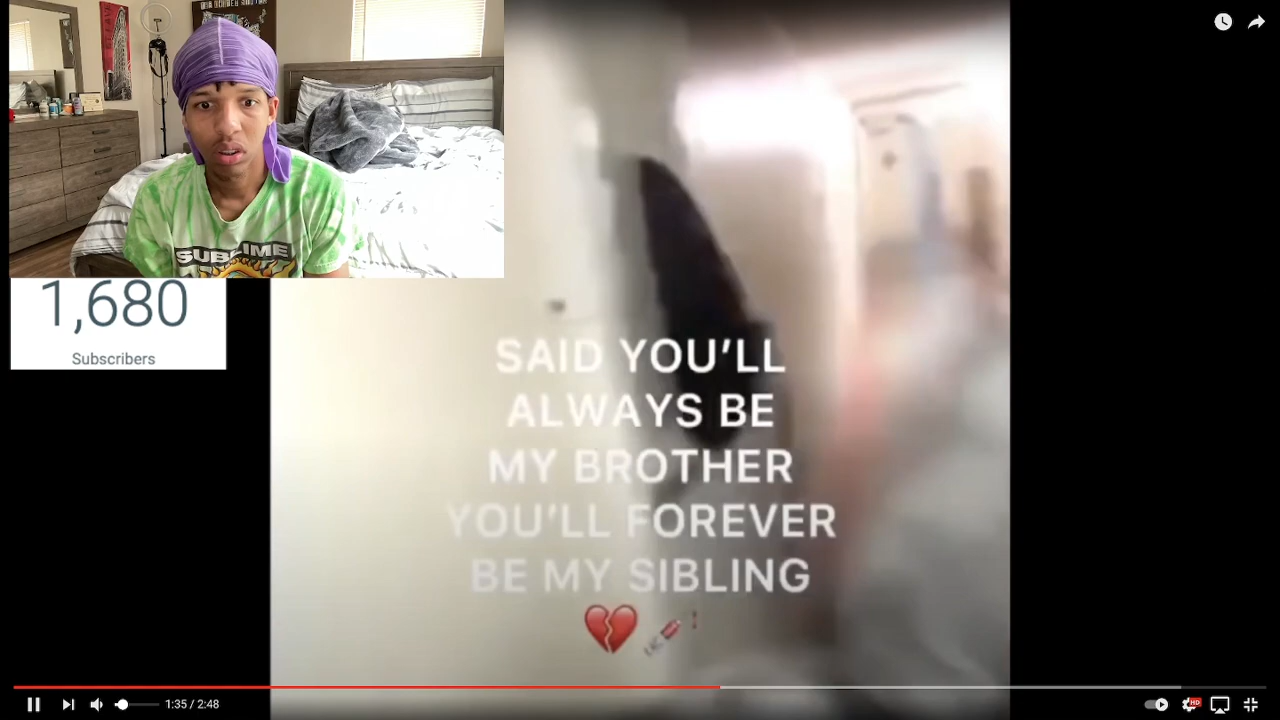 SUBLIME
1,680
Subscribers
SAID YOU’LL
ALWAYS BE
MY BROTHER
YOU’LL FOREVER
BE MY SIBLING
1:35 / 2:48
HD